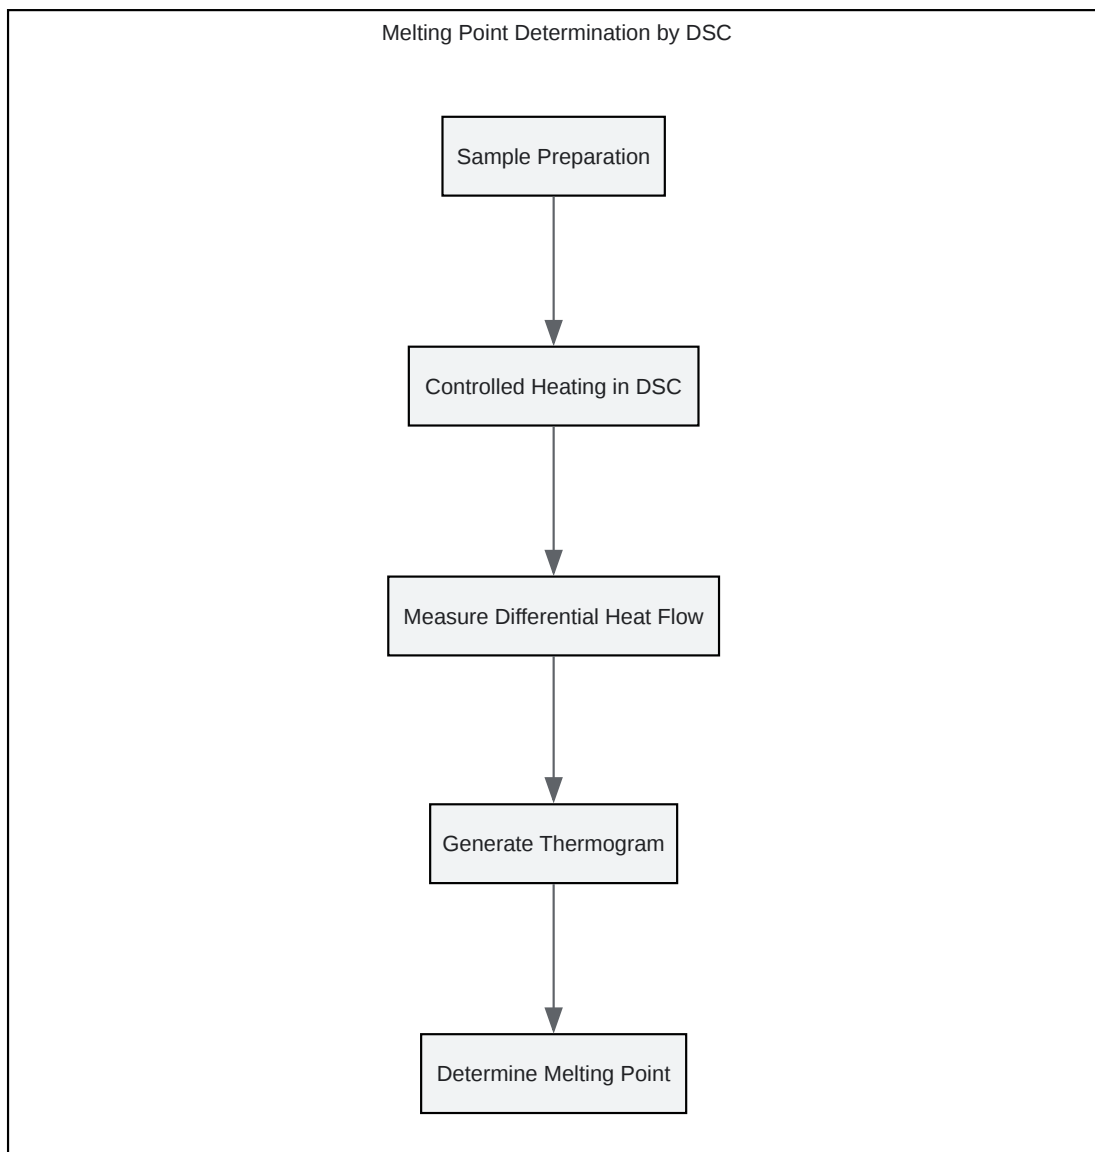 Melting Point Determination by DSC
Sample Preparation
Controlled Heating in DSC
Measure Differential Heat Flow
Generate Thermogram
Determine Melting Point